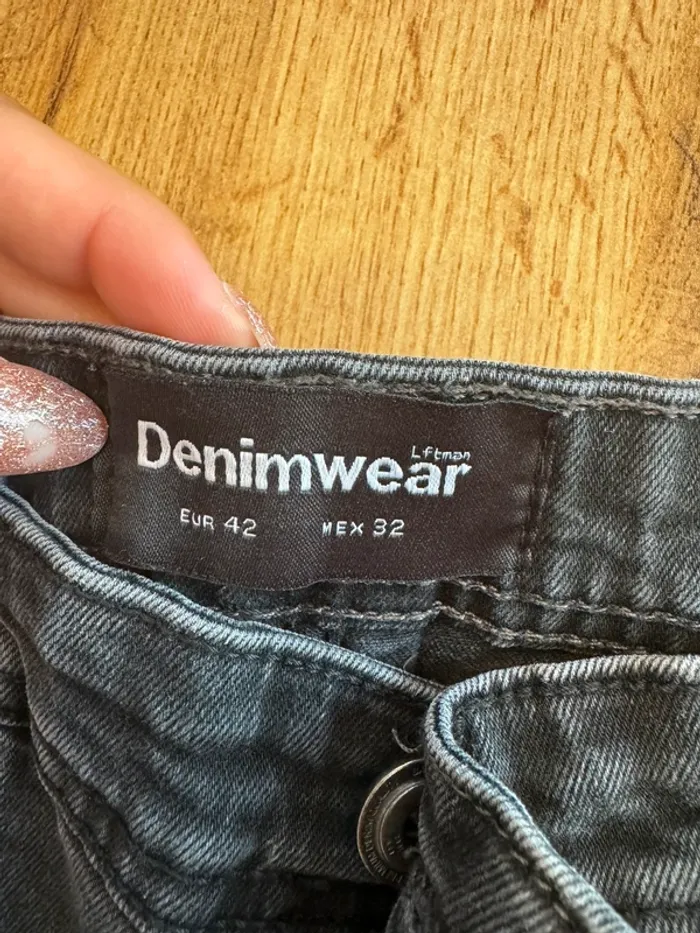 Denimwear
Lftman
EUR 42 MEX 32